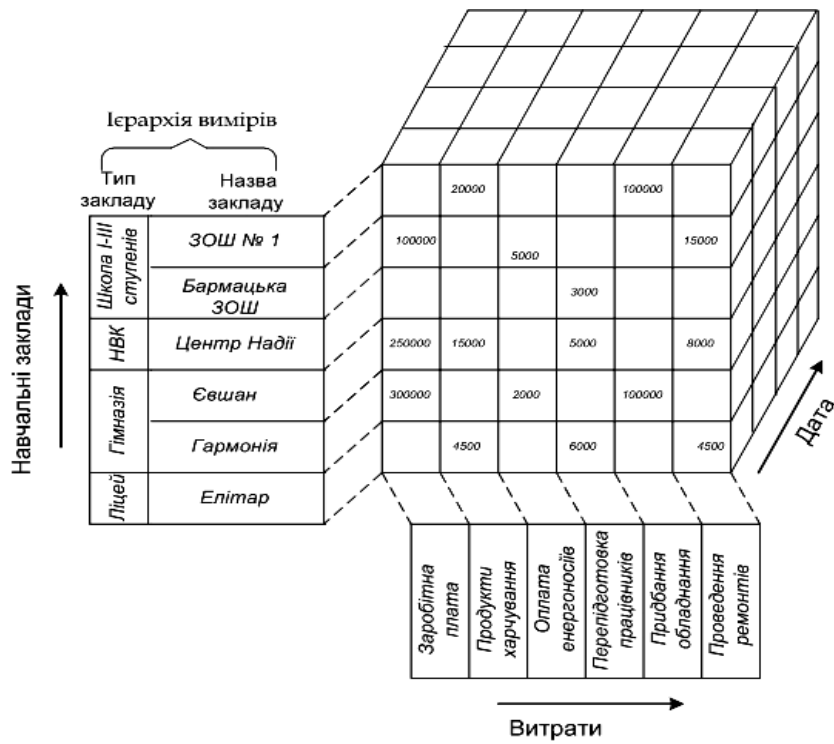 Ієрархія вимірів
Тип
закладу
Назва
закладу
Навчальні заклади
Школа І-ІІІ
ступенів
ЗОШ № 1
Бармацька
ЗОШ
НВК
Центр Надії
Гімназія
Євшан
Гармонія
Ліцей
Елітар
20000 100000
100000 5000 15000
3000
250000 15000 5000 8000
300000 2000 100000
4500 6000 4500
Дата
Заробітна
плата
Продукти
харчування
Оплата
енергоносіїв
Перепідготовка
працівників
Придбання
обладнання
Проведення
ремонтів
Витрати